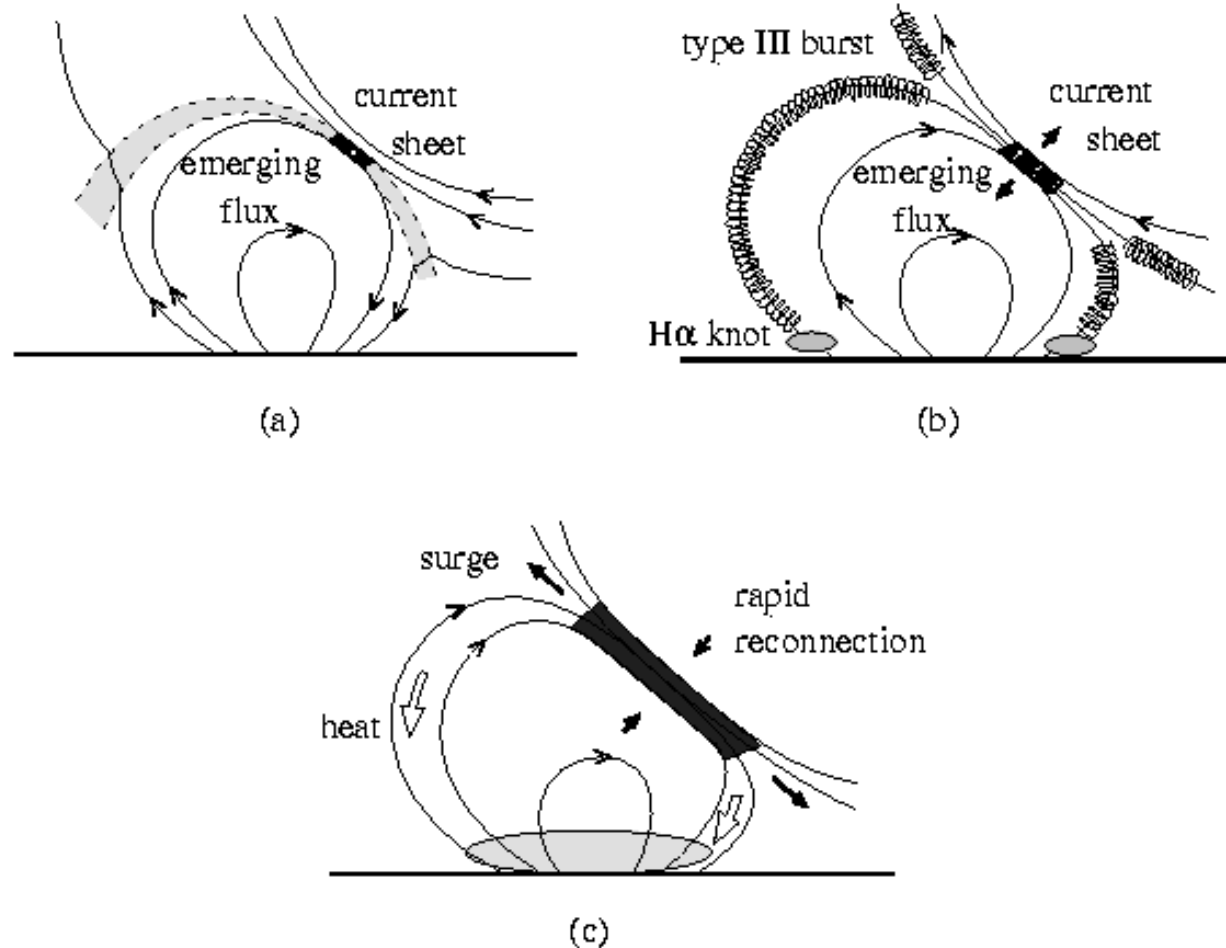 current
sheet
emerging
flux
(a)
type III burst
current
sheet
emerging
flux
Hα knot
(b)
surge
rapid
reconnection
heat
(c)